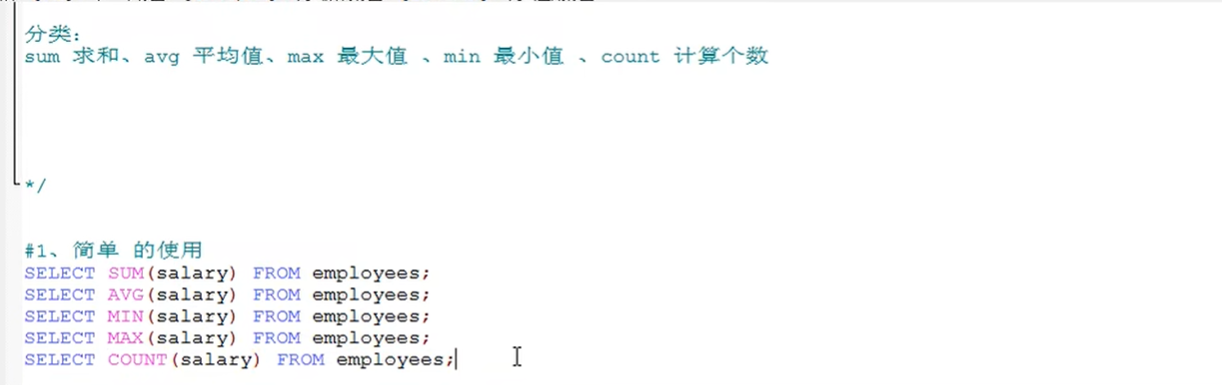 分类：
sum 求和、avg 平均值、max 最大值 、min 最小值 、count 计算个数
*/
#1、简单 的使用
SELECT SUM(salary) FROM employees;
SELECT AVG(salary) FROM employees;
SELECT MIN(salary) FROM employees;
SELECT MAX(salary) FROM employees;
SELECT COUNT(salary) FROM employees;